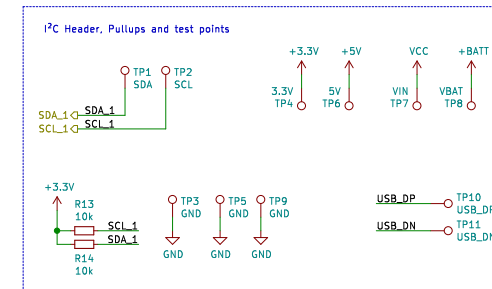 I²C Header, Pullups and test points
+3.3V
+5V
VCC
+BATT
TP1
SDA
TP2
SCL
3.3V
TP4
5V
TP6
VIN
TP7
VBAT
TP8
SDA_1
SDA_1
SCL_1
SCL_1
+3.3V
R13
10k
SCL_1
SDA_1
R14
10k
TP3
GND
GND
TP5
GND
GND
TP9
GND
GND
USB_DP
TP10
USB_DP
USB_DN
TP11
USB_DN